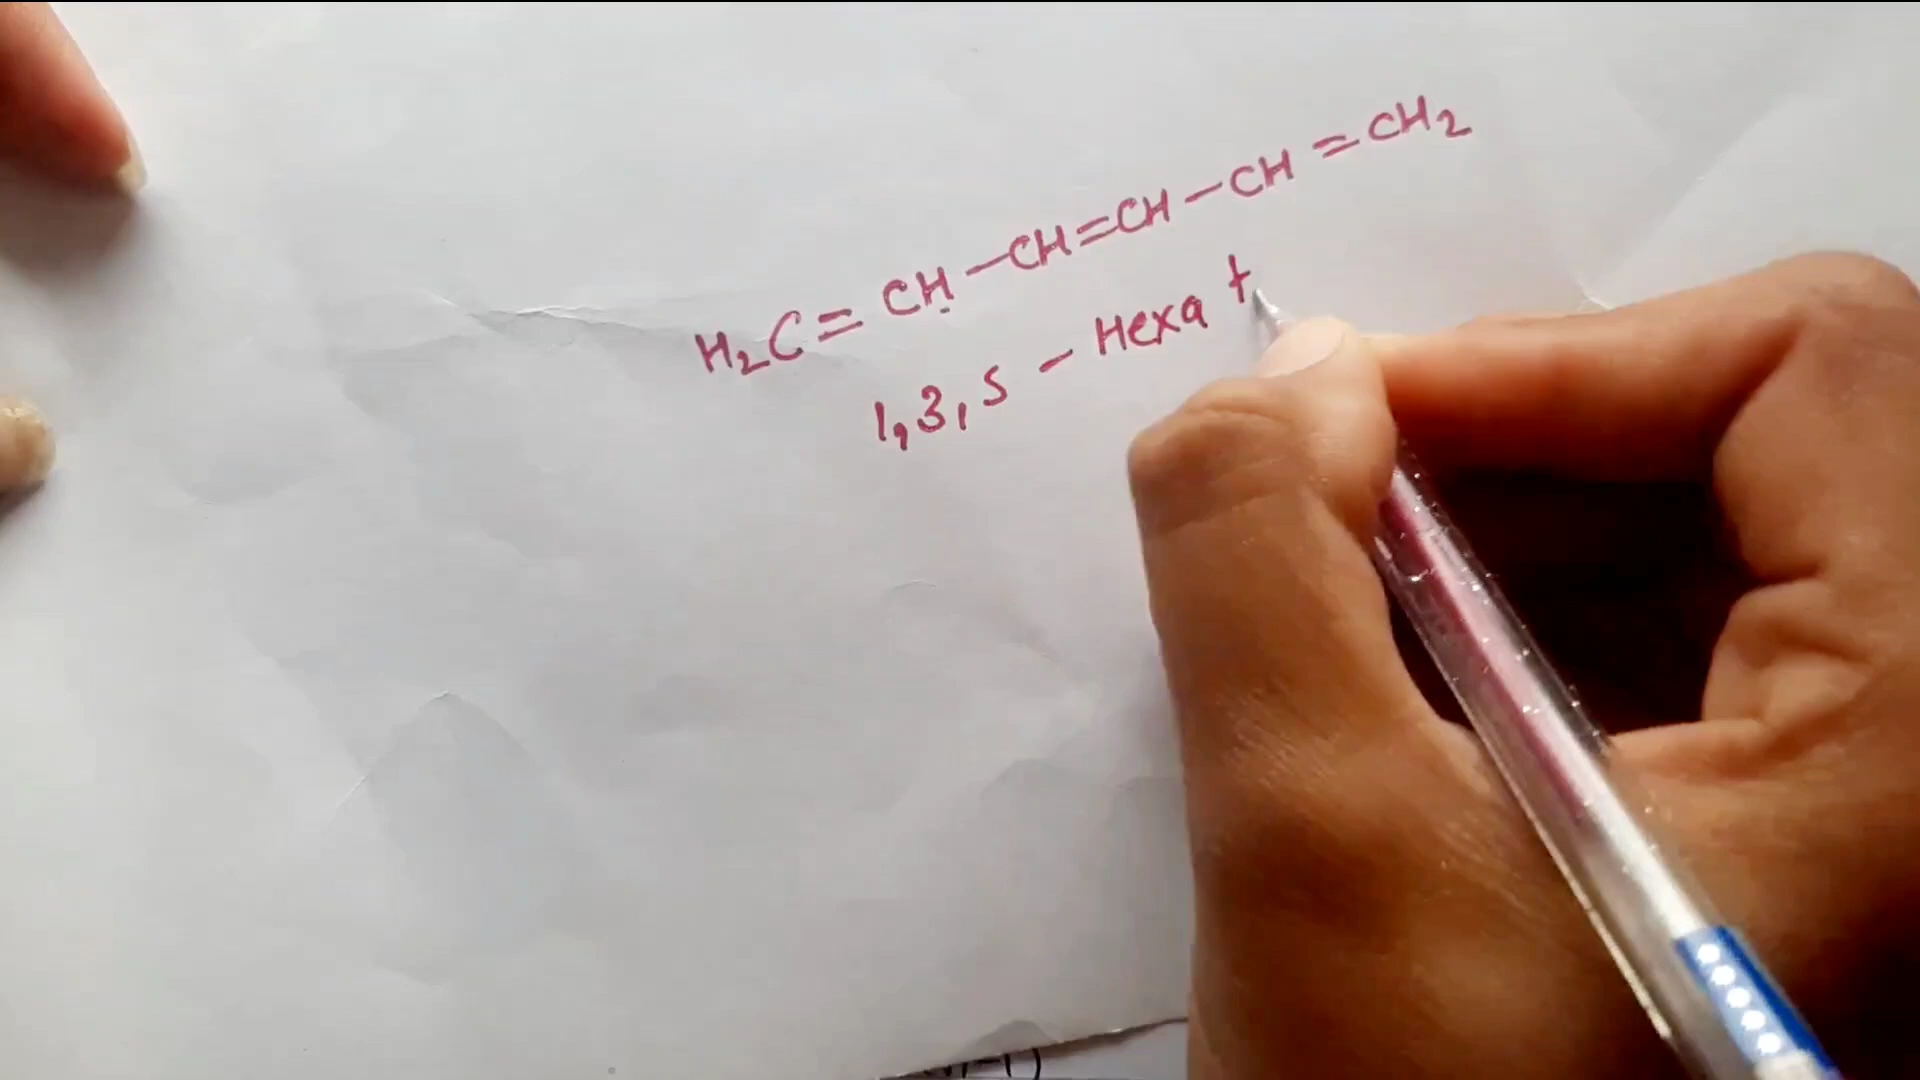 H₂C = CH – CH = CH – CH = CH₂
1,3,5 – Hexa t